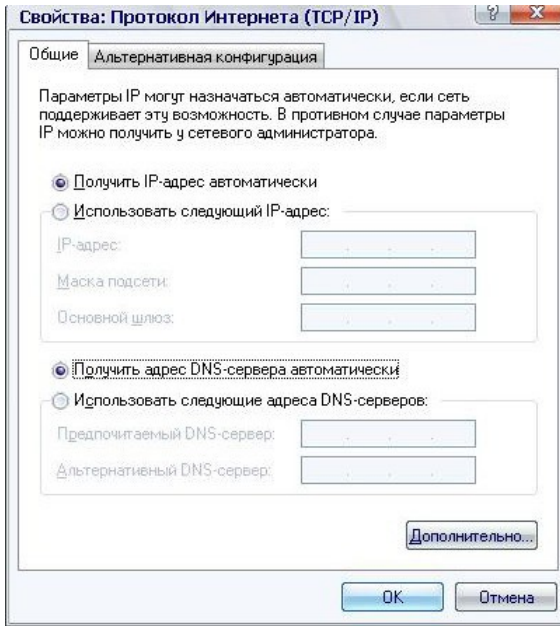 Свойства: Протокол Интернета (TCP/IP)
Общие
Альтернативная конфигурация
Параметры IP могут назначаться автоматически, если сеть
поддерживает эту возможность. В противном случае параметры
IP можно получить у сетевого администратора.
Получить IP-адрес автоматически
Использовать следующий IP-адрес:
IP-адрес:
Маска подсети:
Основной шлюз:
Получить адрес DNS-сервера автоматически
Использовать следующие адреса DNS-серверов:
Предпочитаемый DNS-сервер:
Альтернативный DNS-сервер:
Дополнительно...
OK
Отмена